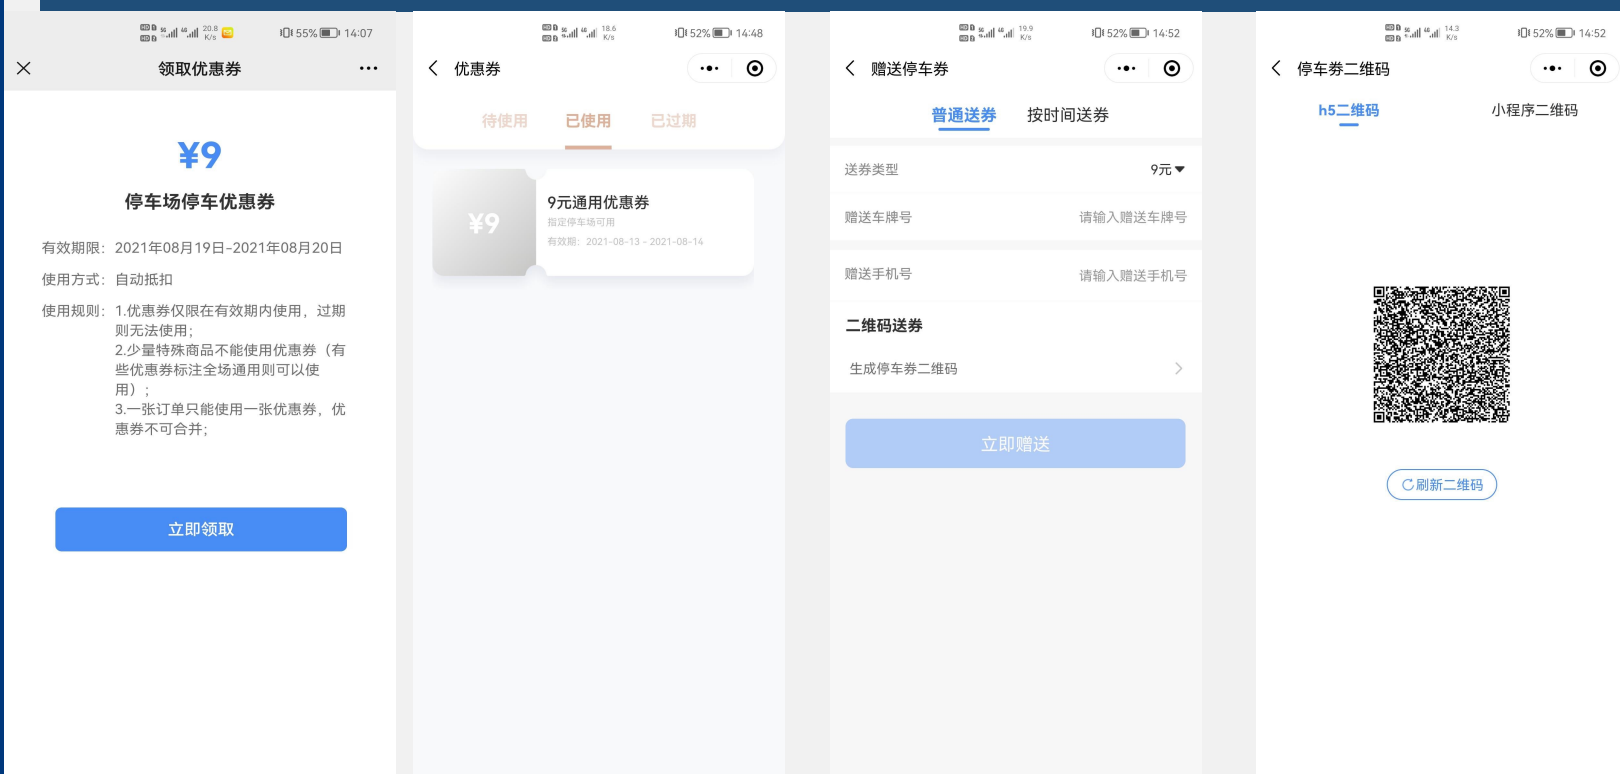 20.8 K/s
55% 14:07
领取优惠券
¥9
停车场停车优惠券
有效期限：2021年08月19日-2021年08月20日
使用方式：自动抵扣
使用规则：1.优惠券仅限在有效期内使用，过期
则无法使用；
2.少量特殊商品不能使用优惠券（有
些优惠券标注全场通用则可以使
用）；
3.一张订单只能使用一张优惠券，优
惠券不可合并；
立即领取
18.6 K/s
52% 14:48
优惠券
待使用 已使用 已过期
¥9
9元通用优惠券
指定停车场可用
有效期：2021-08-13 - 2021-08-14
19.9 K/s
52% 14:52
赠送停车券
普通送券 按时间送券
送券类型 9元
赠送车牌号 请输入赠送车牌号
赠送手机号 请输入赠送手机号
二维码送券
生成停车券二维码
立即赠送
14.3 K/s
52% 14:52
停车券二维码
h5二维码 小程序二维码
刷新二维码